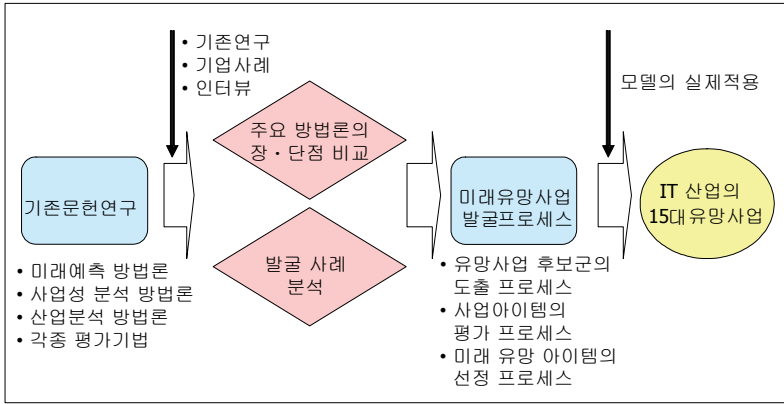 • 기존연구
• 기업사례
• 인터뷰
모델의 실제적용
기존문헌연구
• 미래예측 방법론
• 사업성 분석 방법론
• 산업분석 방법론
• 각종 평가기법
주요 방법론의
장・단점 비교
발굴 사례
분석
미래유망사업
발굴프로세스
• 유망사업 후보군의
도출 프로세스
• 사업아이템의
평가 프로세스
• 미래 유망 아이템의
선정 프로세스
IT 산업의
15대유망사업